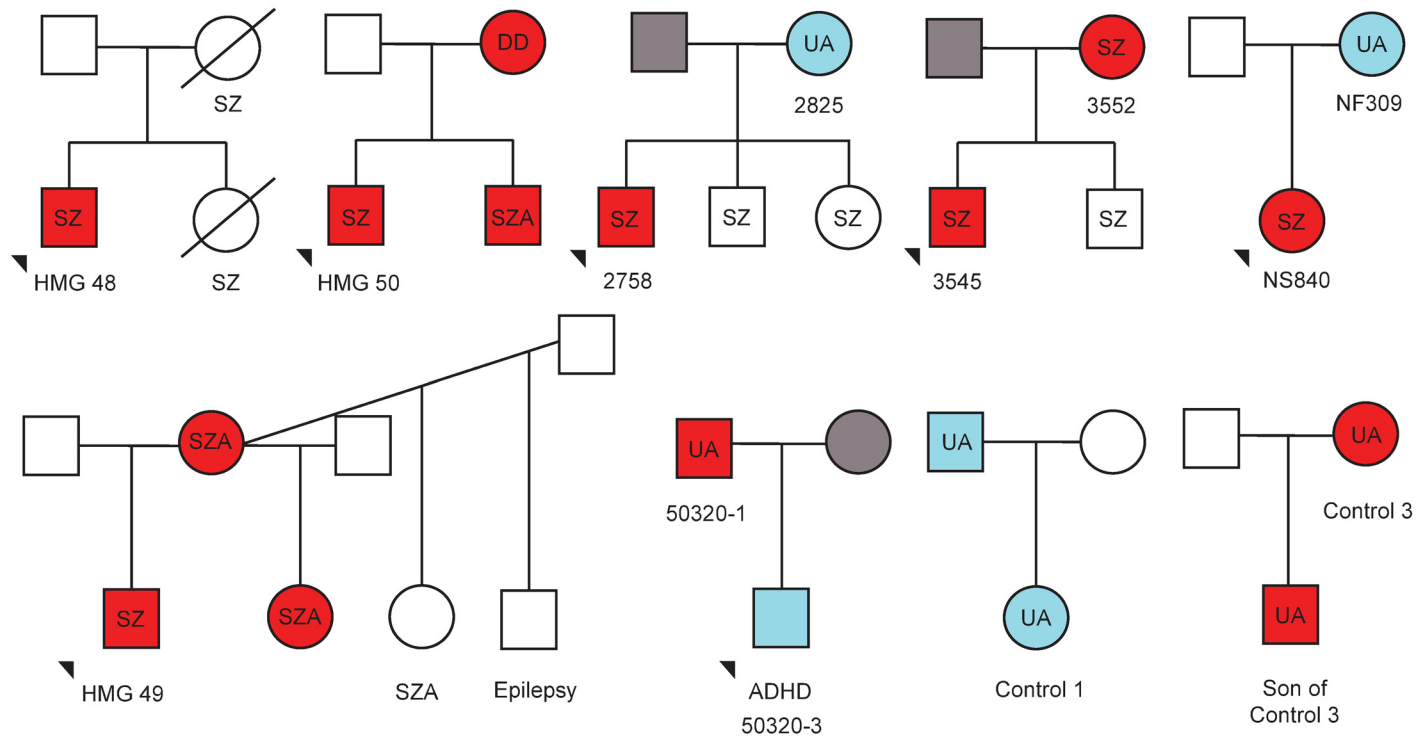 DD
UA
SZ
UA
SZ
2825
3552
NF309
SZ
SZ
SZA
SZ
SZ
SZ
SZ
SZ
SZ
HMG 48
SZ
HMG 50
2758
3545
NS840
SZA
UA
UA
UA
50320-1
Control 3
SZ
SZA
UA
UA
HMG 49
SZA
Epilepsy
ADHD
50320-3
Control 1
Son of
Control 3